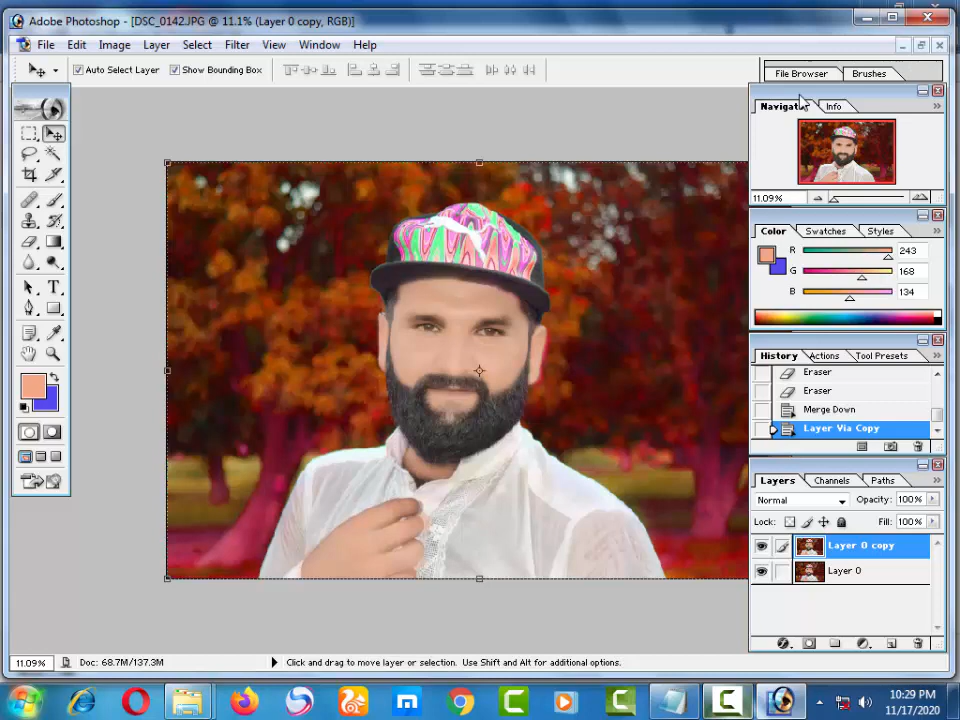 Adobe Photoshop - [DSC_0142.JPG @ 11.1% (Layer 0 copy, RGB)]
File Edit Image Layer Select Filter View Window Help
Auto Select Layer Show Bounding Box
File Browser Brushes
Navigator Info
11.09%
Color Swatches Styles
R 243
G 168
B 134
History Actions Tool Presets
Eraser
Eraser
Merge Down
Layer Via Copy
Layers Channels Paths
Normal Opacity: 100%
Lock: Fill: 100%
Layer 0 copy
Layer 0
11.09% Doc: 68.7M/137.3M Click and drag to move layer or selection. Use Shift and Alt for additional options.
10:29 PM
11/17/2020